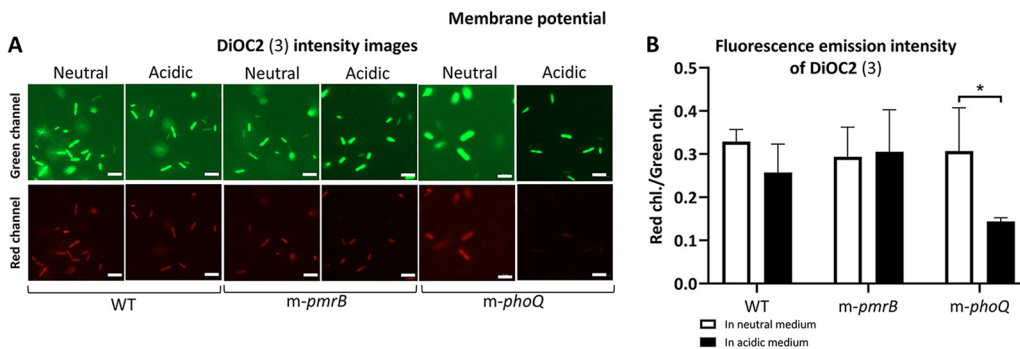 Membrane potential
A
DiOC2 (3) intensity images
Neutral Acidic Neutral Acidic Neutral Acidic
Green channel
Red channel
WT m-pmrB m-phoQ
B
Fluorescence emission intensity
of DiOC2 (3)
Red chl./Green chl.
0.5
0.4
0.3
0.2
0.1
0.0
*
WT m-pmrB m-phoQ
In neutral medium
In acidic medium